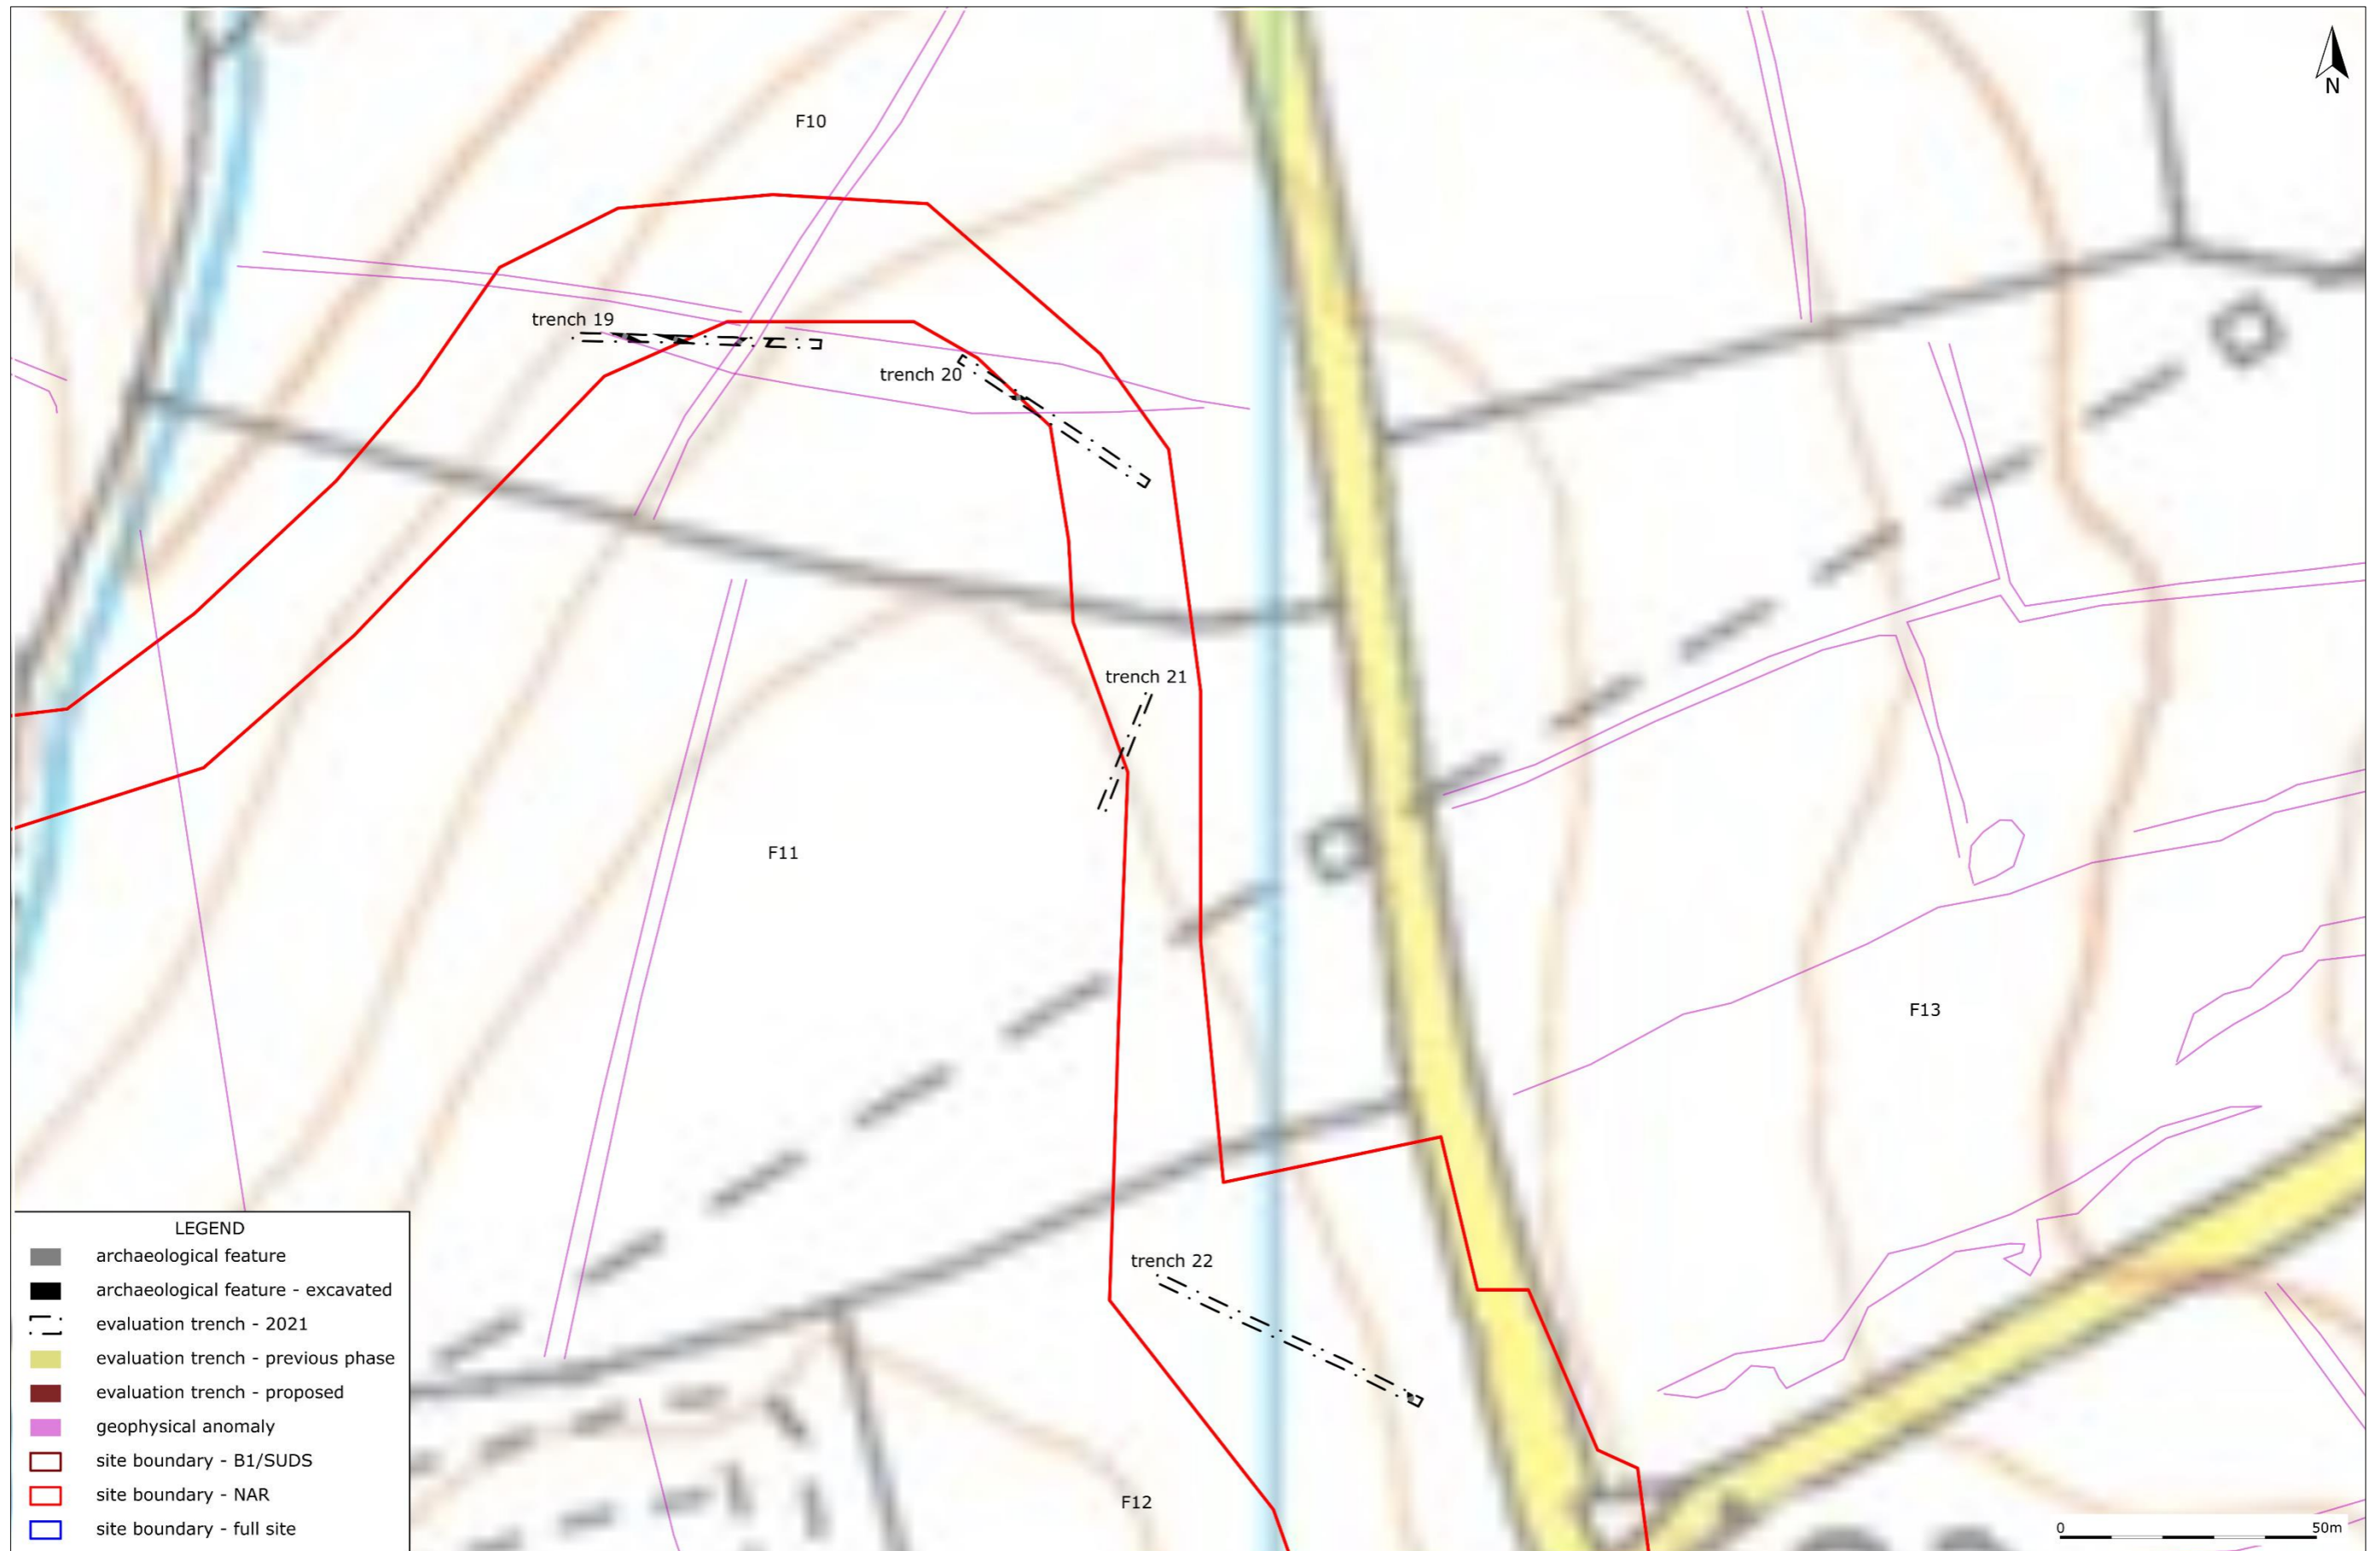 N
F10
trench 19
trench 20
trench 21
F11
F13
trench 22
F12
LEGEND
archaeological feature
archaeological feature - excavated
evaluation trench - 2021
evaluation trench - previous phase
evaluation trench - proposed
geophysical anomaly
site boundary - B1/SUDS
site boundary - NAR
site boundary - full site
0 50m